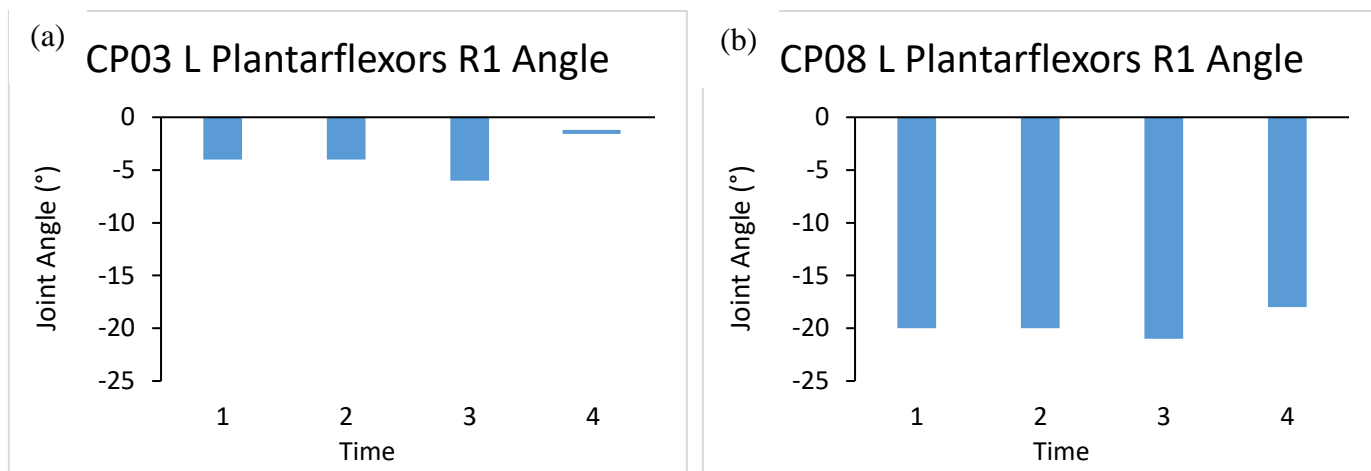 (a)
CP03 L Plantarflexors R1 Angle
Joint Angle (°)
0
-5
-10
-15
-20
-25
1 2 3 4
Time
(b)
CP08 L Plantarflexors R1 Angle
Joint Angle (°)
0
-5
-10
-15
-20
-25
1 2 3 4
Time